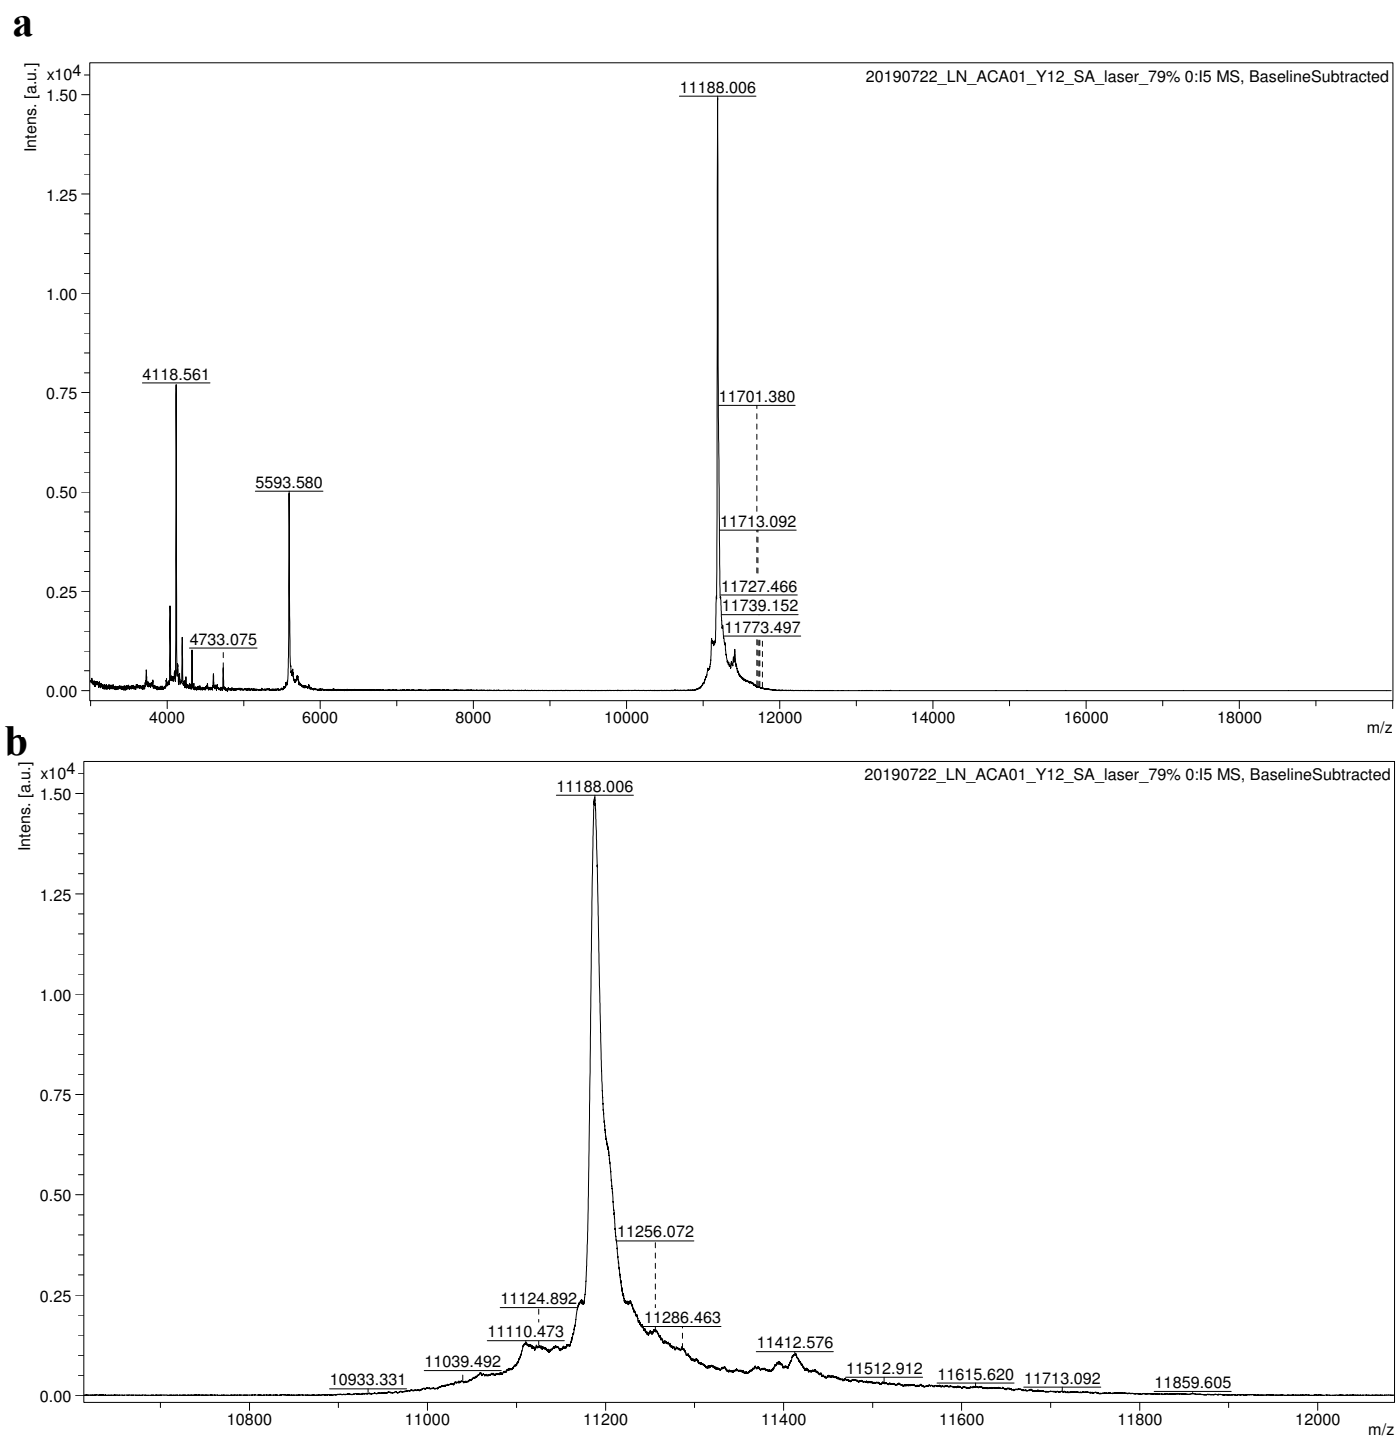 a
Intens. [a.u.]
x10⁴
20190722_LN_ACA01_Y12_SA_laser_79% 0:I5 MS, BaselineSubtracted
11188.006
1.50
1.25
1.00
0.75
0.50
0.25
0.00
4118.561
5593.580
4733.075
11701.380
11713.092
11727.466
11739.152
11773.497
4000 6000 8000 10000 12000 14000 16000 18000
m/z
b
Intens. [a.u.]
x10⁴
20190722_LN_ACA01_Y12_SA_laser_79% 0:I5 MS, BaselineSubtracted
11188.006
1.50
1.25
1.00
0.75
0.50
0.25
0.00
11256.072
11124.892
11286.463
11110.473
11412.576
11039.492
11512.912
11615.620
10933.331
11713.092
11859.605
10800 11000 11200 11400 11600 11800 12000
m/z